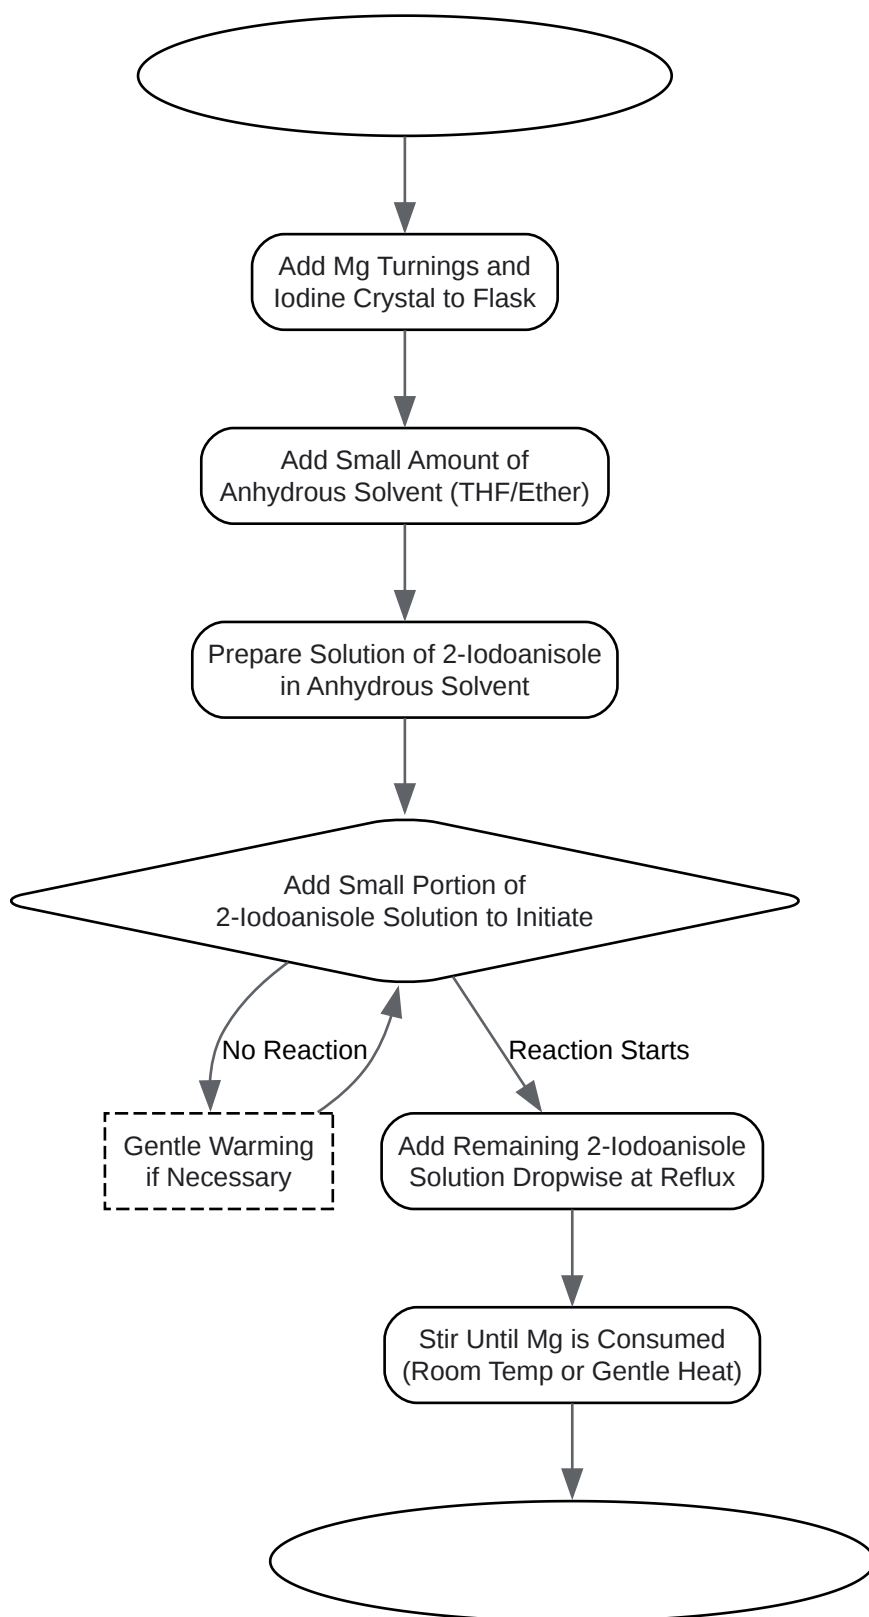 Add Mg Turnings and
Iodine Crystal to Flask
Add Small Amount of
Anhydrous Solvent (THF/Ether)
Prepare Solution of 2-Iodoanisole
in Anhydrous Solvent
Add Small Portion of
2-Iodoanisole Solution to Initiate
No Reaction
Reaction Starts
Gentle Warming
if Necessary
Add Remaining 2-Iodoanisole
Solution Dropwise at Reflux
Stir Until Mg is Consumed
(Room Temp or Gentle Heat)